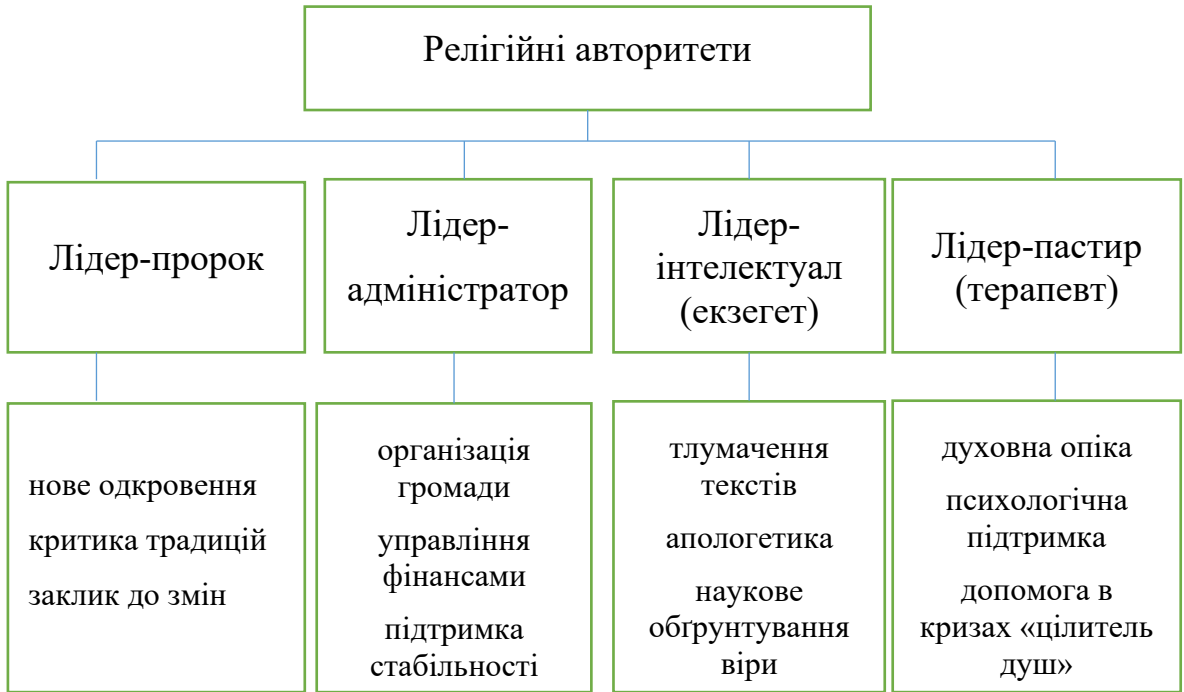 Релігійні авторитети
Лідер-пророк
Лідер-
адміністратор
Лідер-
інтелектуал
(екзегет)
Лідер-пастир
(терапевт)
нове одкровення
критика традицій
заклик до змін
організація
громади
управління
фінансами
підтримка
стабільності
тлумачення
текстів
апологетика
наукове
обґрунтування
віри
духовна опіка
психологічна
підтримка
допомога в
кризах «цілитель
душ»